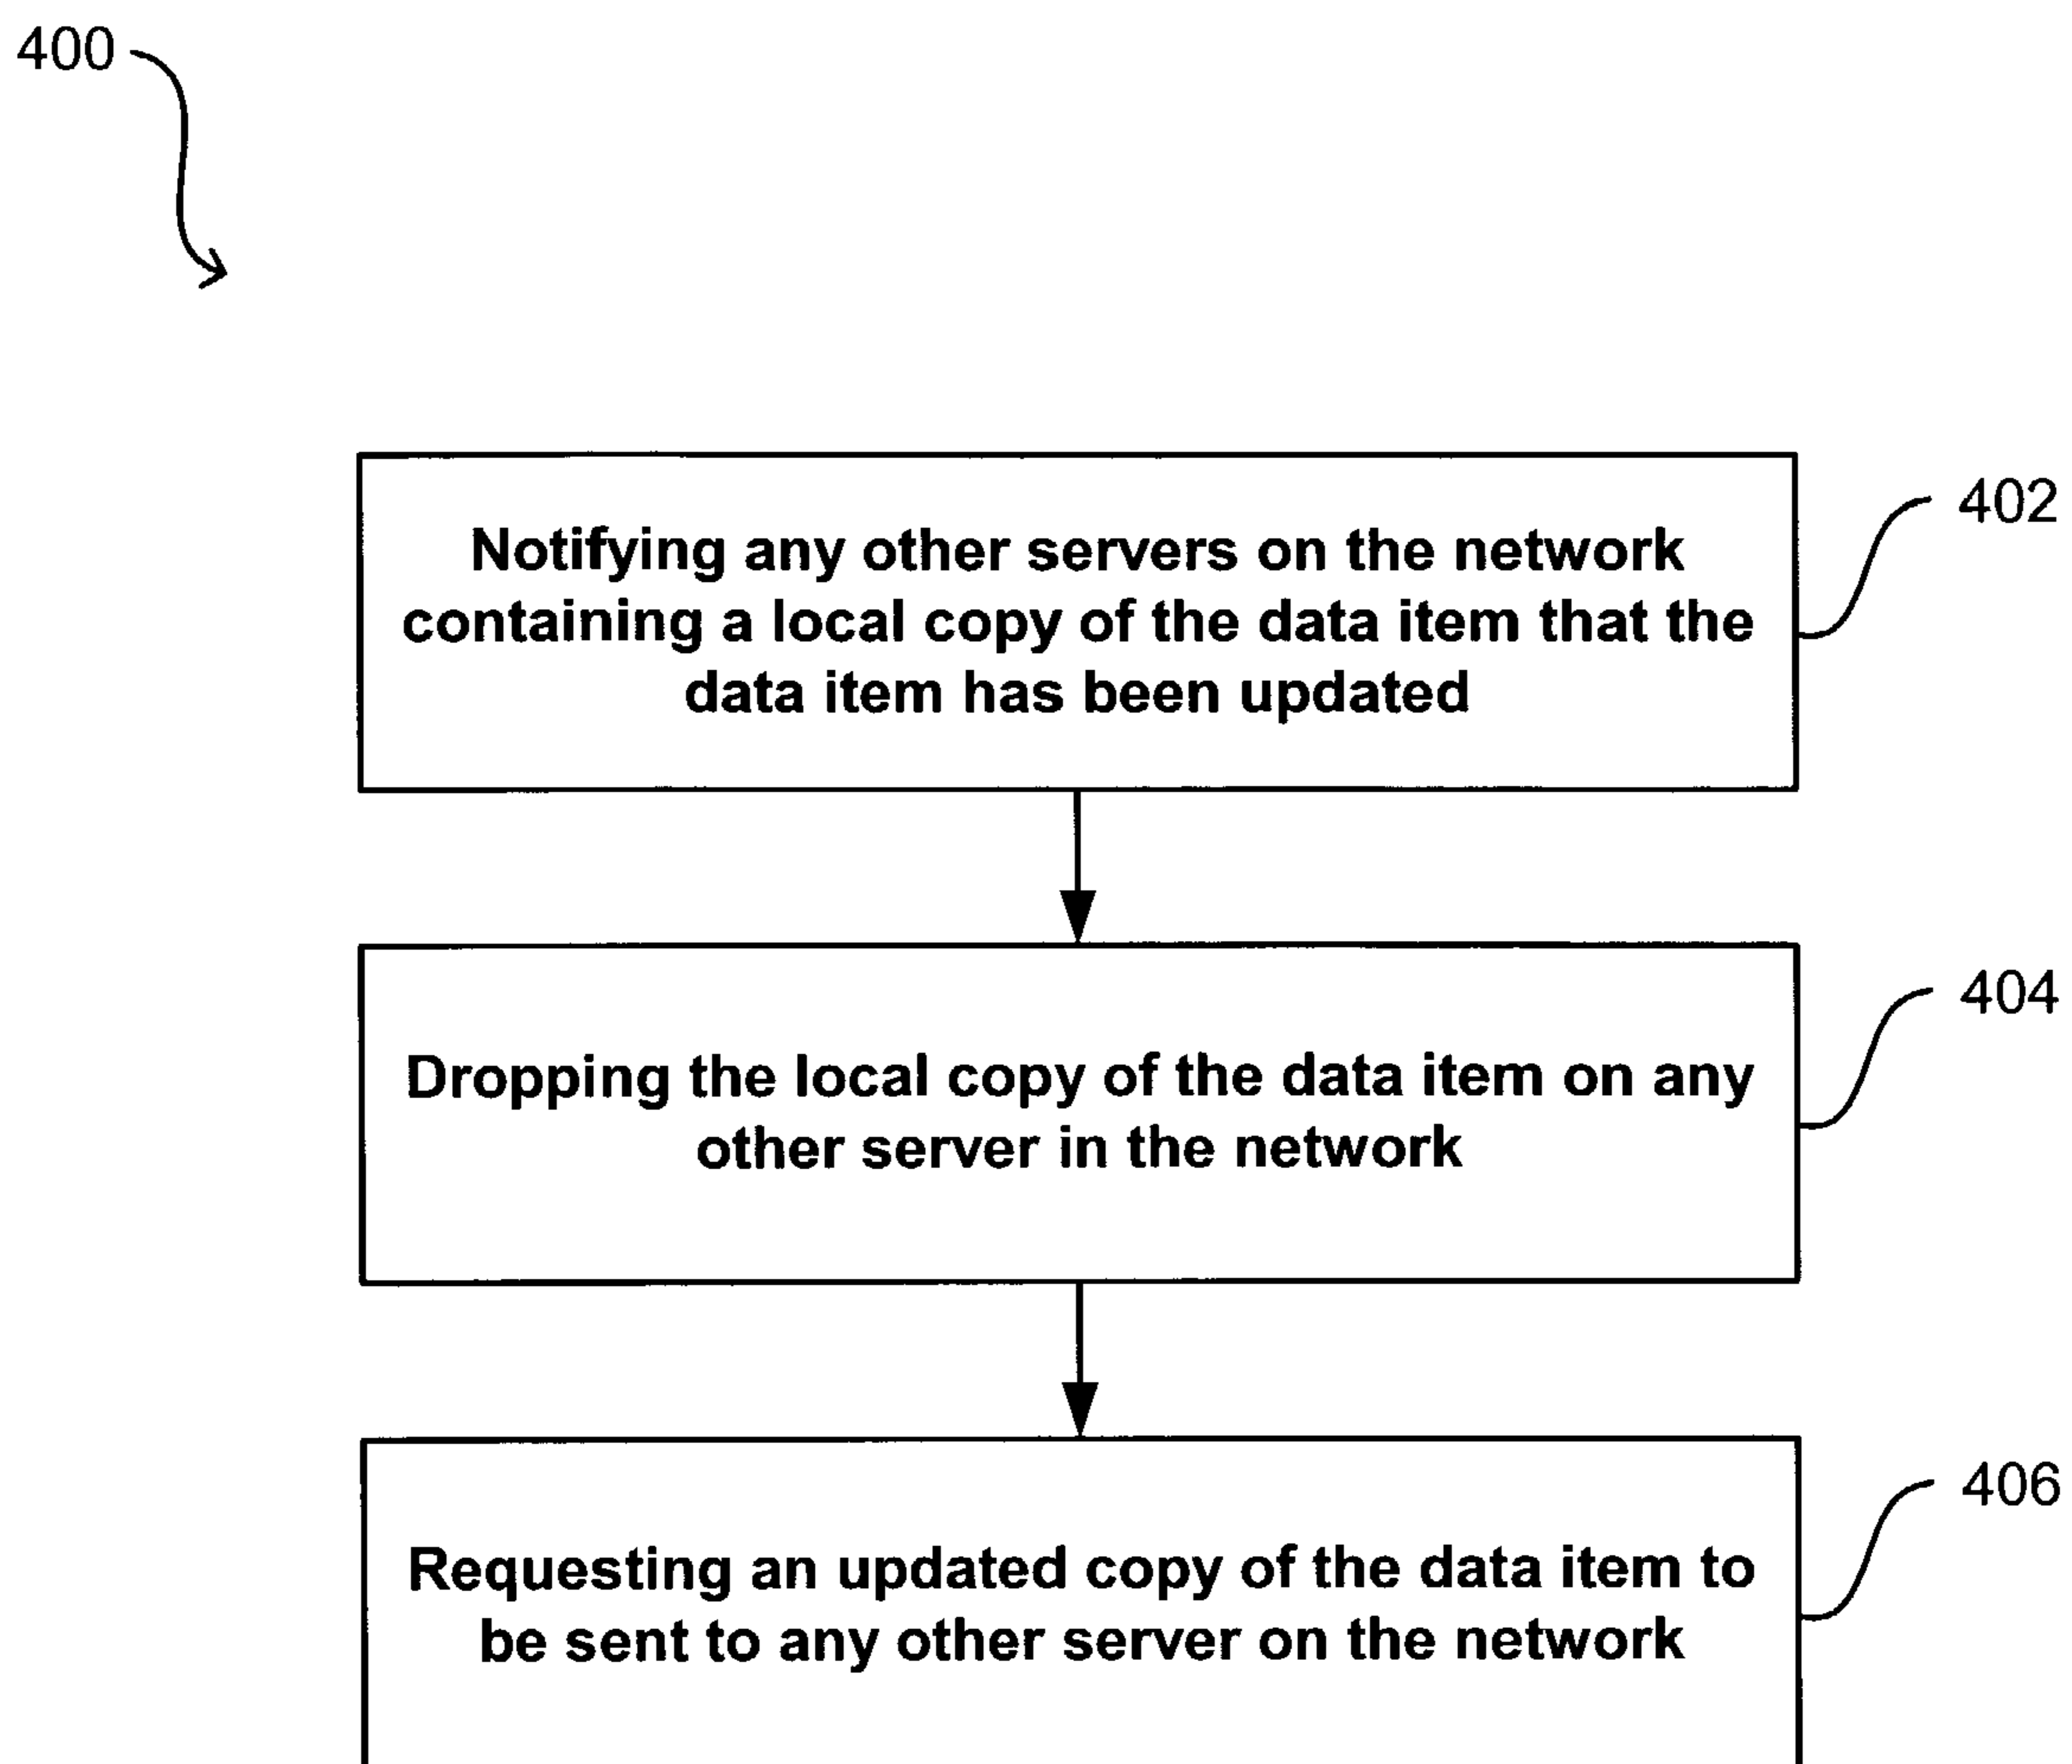 400
Notifying any other servers on the network
containing a local copy of the data item that the
data item has been updated
402
Dropping the local copy of the data item on any
other server in the network
404
Requesting an updated copy of the data item to
be sent to any other server on the network
406